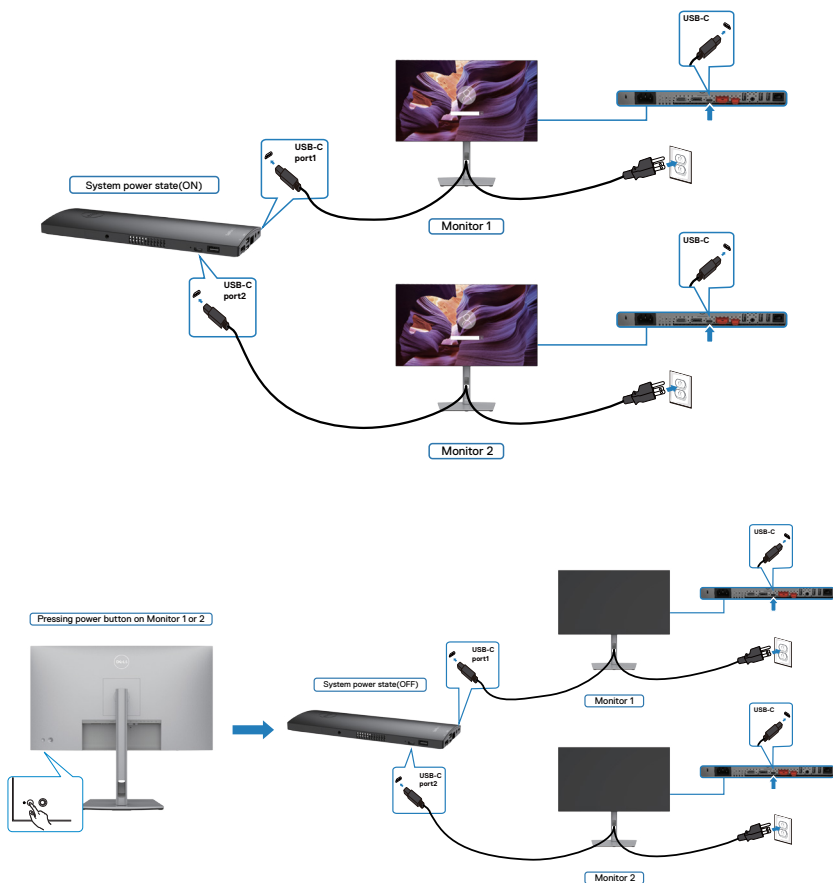 USB-C
USB-C
port1
System power state(ON)
Monitor 1
USB-C
USB-C
port2
Monitor 2
USB-C
Pressing power button on Monitor 1 or 2
USB-C
port1
System power state(OFF)
Monitor 1
USB-C
USB-C
port2
Monitor 2